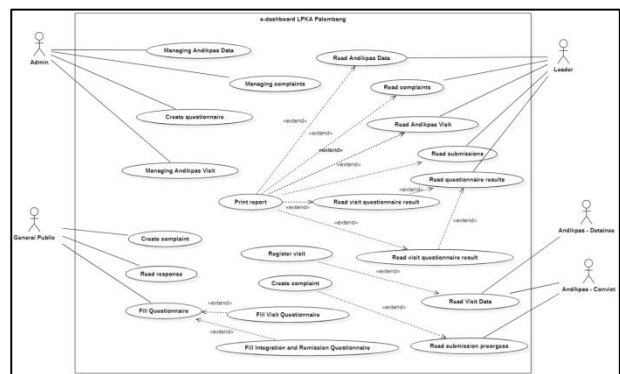 e-dashboard LPKA Palembang
Admin
Managing Andikpas Data
Managing complaints
Create questionnaire
Managing Andikpas Visit
Leader
Read Andikpas Data
Read complaints
Read Andikpas Visit
Read submissions
Read questionnaire results
«extend»
«extend»
«extend»
«extend»
«extend»
«extend»
«extend»
«extend»
Print report
Read visit questionnaire result
Read visit questionnaire result
General Public
Create complaint
Read response
Fill Questionnaire
Register visit
Create complaint
«extend»
«extend»
Fill Visit Questionnaire
«extend»
Fill Integration and Remission Questionnaire
«extend»
Andikpas - Detainee
Andikpas - Convict
Read Visit Data
Read submission preorgess